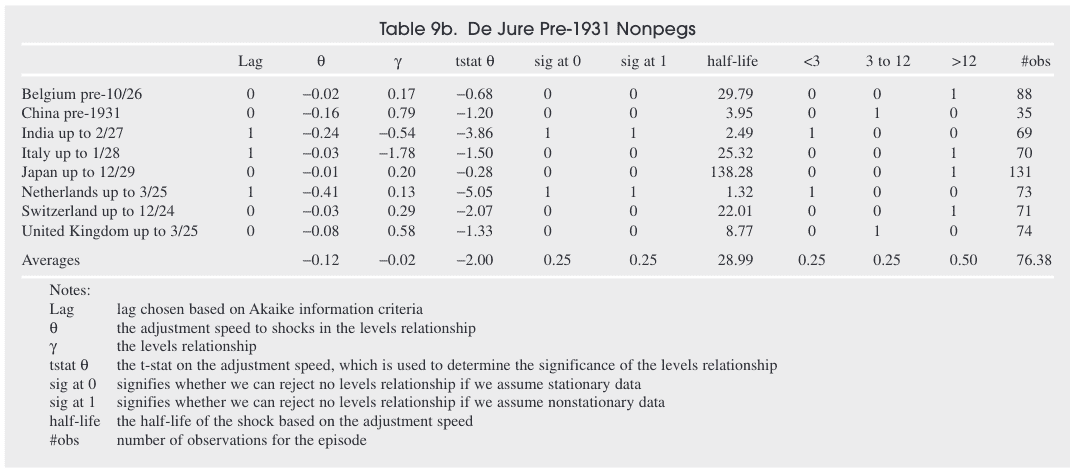 Table 9b. De Jure Pre-1931 Nonpegs
Lag θ γ tstat θ sig at 0 sig at 1 half-life <3 3 to 12 >12 #obs
Belgium pre-10/26 0 −0.02 0.17 −0.68 0 0 29.79 0 0 1 88
China pre-1931 0 −0.16 0.79 −1.20 0 0 3.95 0 1 0 35
India up to 2/27 1 −0.24 −0.54 −3.86 1 1 2.49 1 0 0 69
Italy up to 1/28 1 −0.03 −1.78 −1.50 0 0 25.32 0 0 1 70
Japan up to 12/29 0 −0.01 0.20 −0.28 0 0 138.28 0 0 1 131
Netherlands up to 3/25 1 −0.41 0.13 −5.05 1 1 1.32 1 0 0 73
Switzerland up to 12/24 0 −0.03 0.29 −2.07 0 0 22.01 0 0 1 71
United Kingdom up to 3/25 0 −0.08 0.58 −1.33 0 0 8.77 0 1 0 74
Averages −0.12 −0.02 −2.00 0.25 0.25 28.99 0.25 0.25 0.50 76.38
Notes:
Lag lag chosen based on Akaike information criteria
θ the adjustment speed to shocks in the levels relationship
γ the levels relationship
tstat θ the t-stat on the adjustment speed, which is used to determine the significance of the levels relationship
sig at 0 signifies whether we can reject no levels relationship if we assume stationary data
sig at 1 signifies whether we can reject no levels relationship if we assume nonstationary data
half-life the half-life of the shock based on the adjustment speed
#obs number of observations for the episode